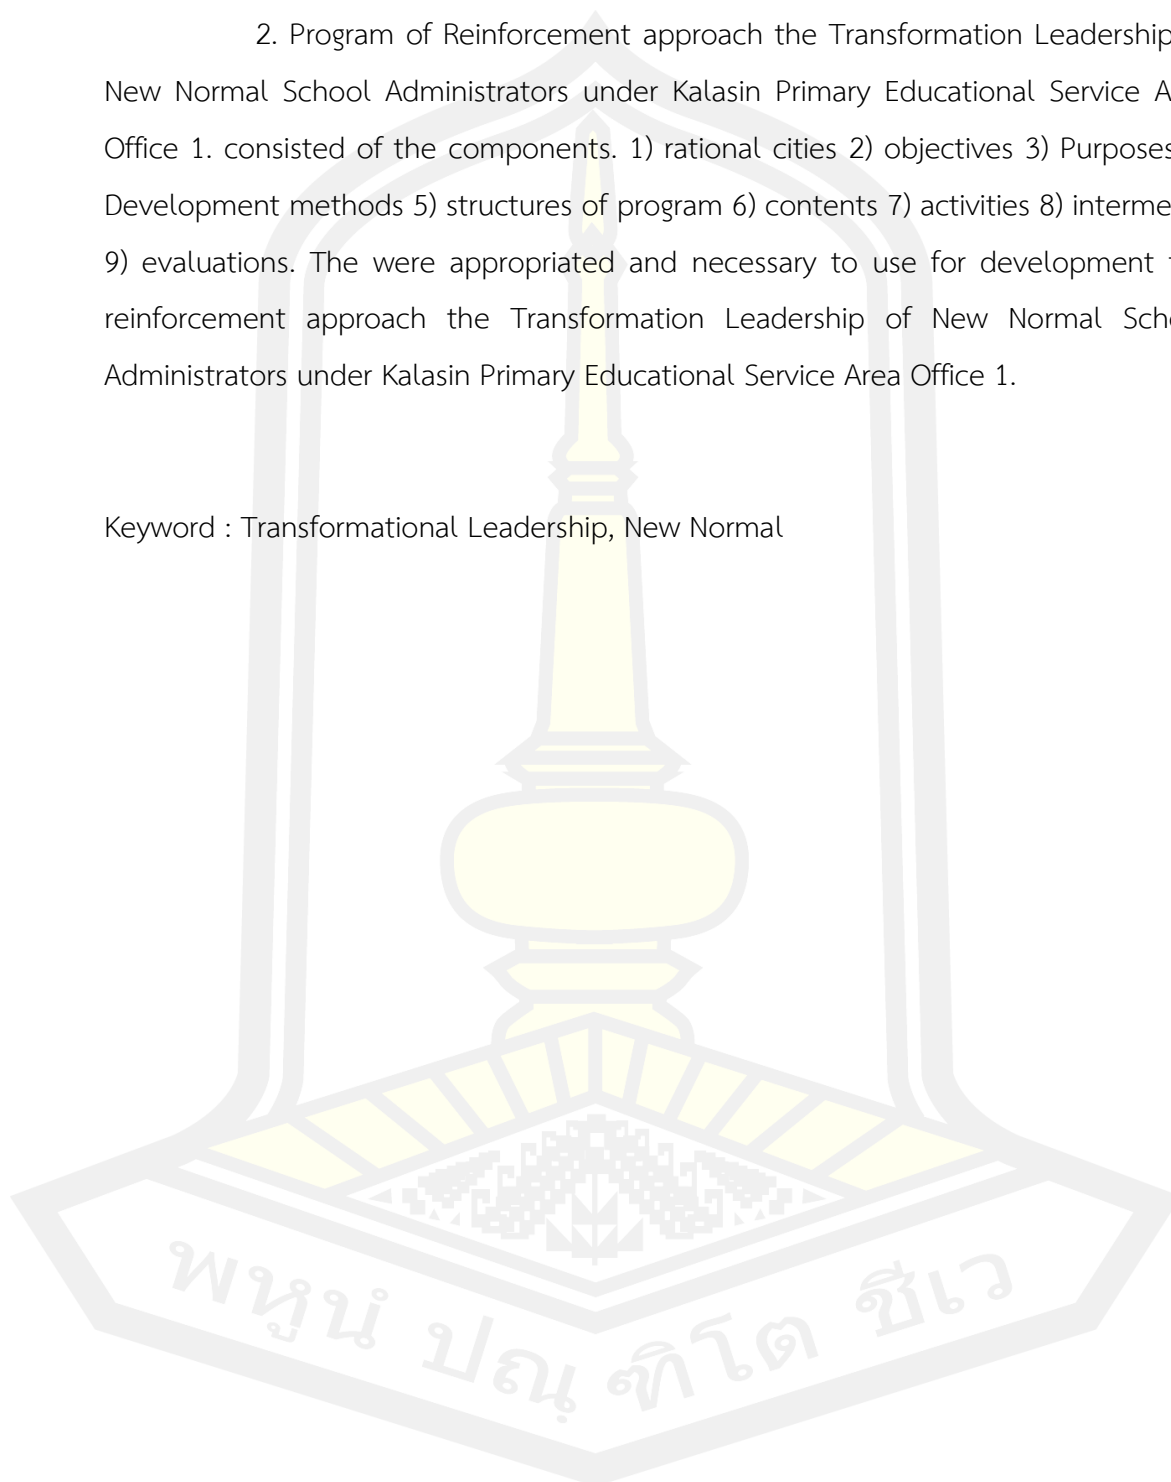 2. Program of Reinforcement approach the Transformation Leadership
New Normal School Administrators under Kalasin Primary Educational Service A
Office 1. consisted of the components. 1) rational cities 2) objectives 3) Purposes
Development methods 5) structures of program 6) contents 7) activities 8) interme
9) evaluations. The were appropriated and necessary to use for development t
reinforcement approach the Transformation Leadership of New Normal Sch
Administrators under Kalasin Primary Educational Service Area Office 1.
Keyword : Transformational Leadership, New Normal
พหูนํ ปณฺฑิโต ชีเว